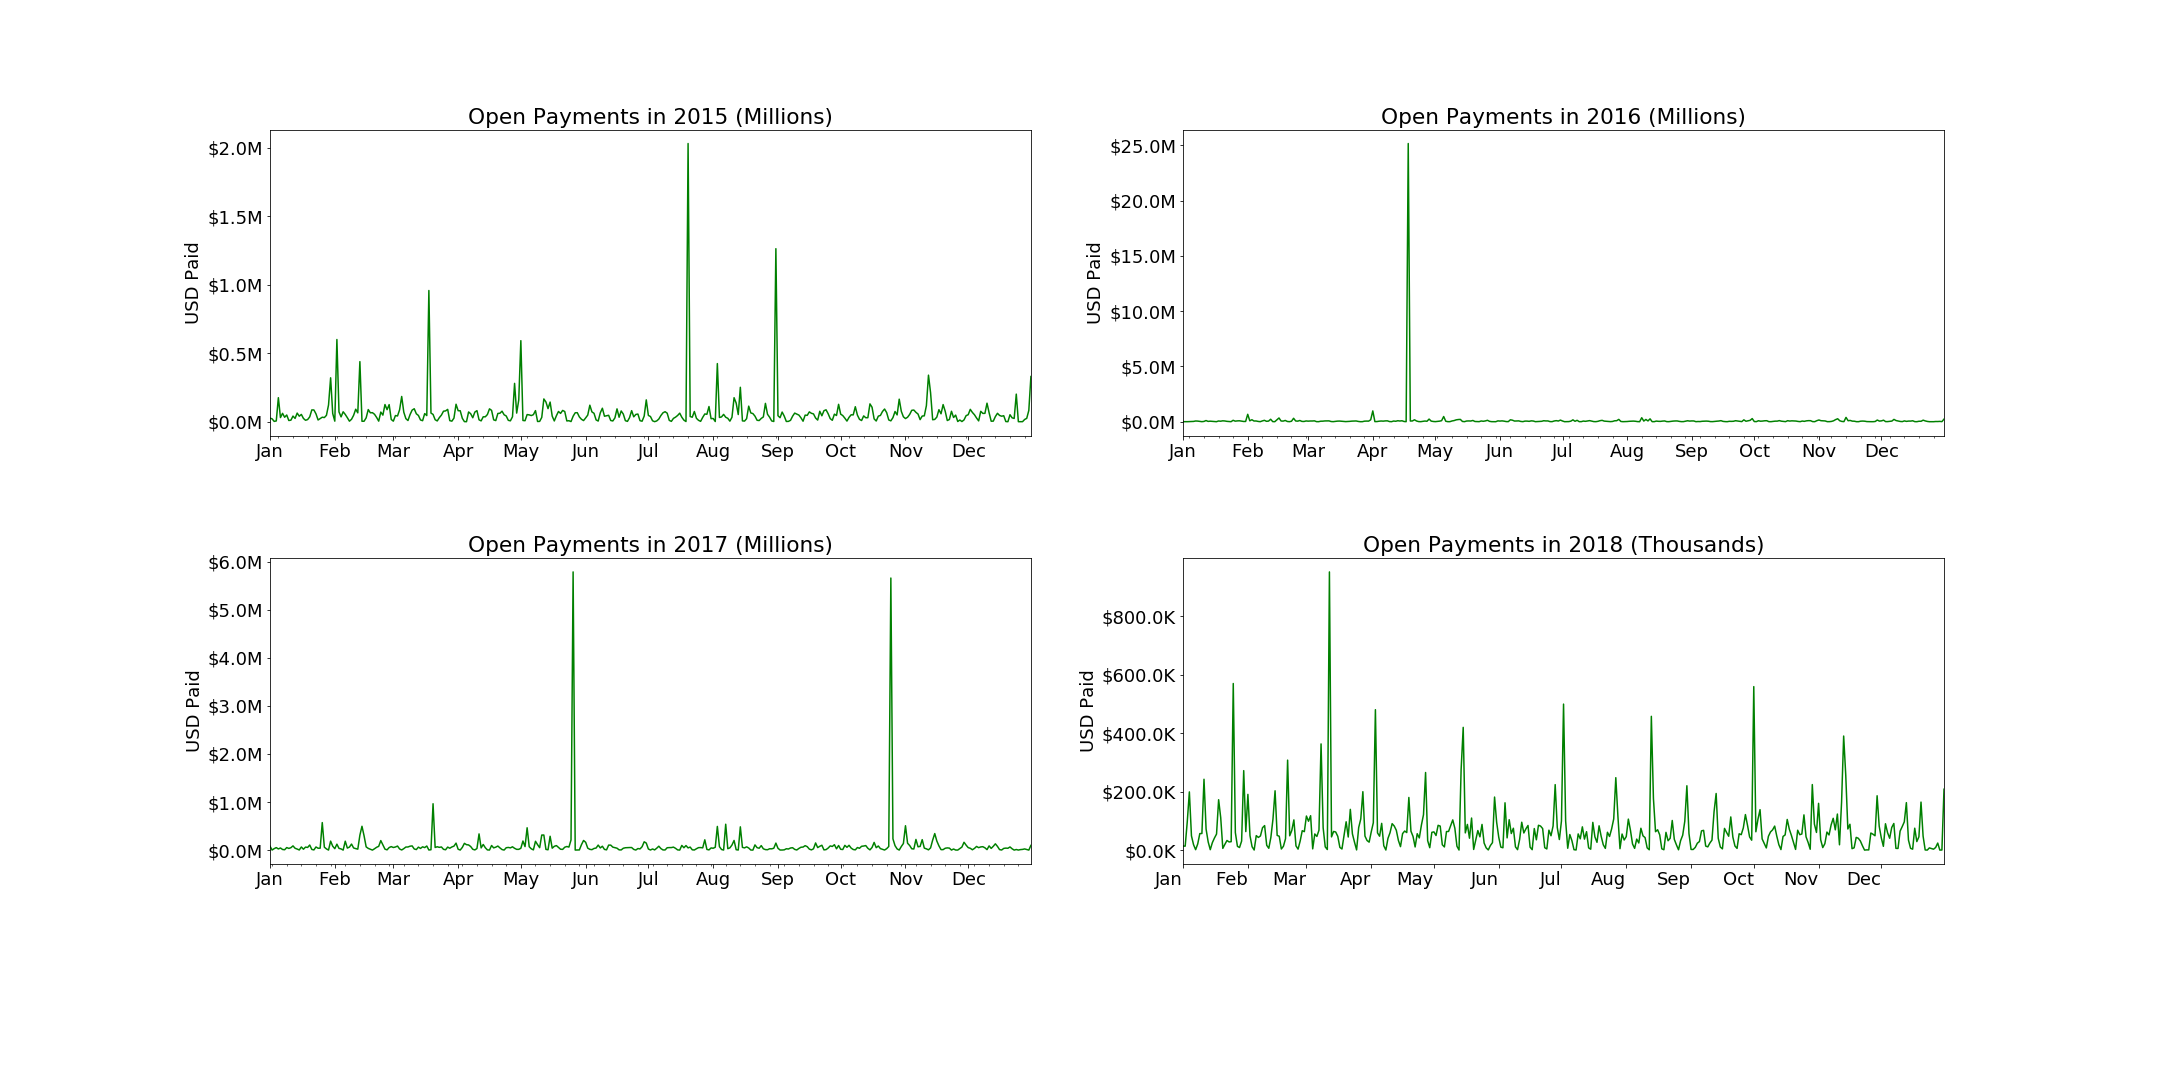 Open Payments in 2015 (Millions)
USD Paid
$2.0M
$1.5M
$1.0M
$0.5M
$0.0M
Jan Feb Mar Apr May Jun Jul Aug Sep Oct Nov Dec
Open Payments in 2016 (Millions)
USD Paid
$25.0M
$20.0M
$15.0M
$10.0M
$5.0M
$0.0M
Jan Feb Mar Apr May Jun Jul Aug Sep Oct Nov Dec
Open Payments in 2017 (Millions)
USD Paid
$6.0M
$5.0M
$4.0M
$3.0M
$2.0M
$1.0M
$0.0M
Jan Feb Mar Apr May Jun Jul Aug Sep Oct Nov Dec
Open Payments in 2018 (Thousands)
USD Paid
$800.0K
$600.0K
$400.0K
$200.0K
$0.0K
Jan Feb Mar Apr May Jun Jul Aug Sep Oct Nov Dec